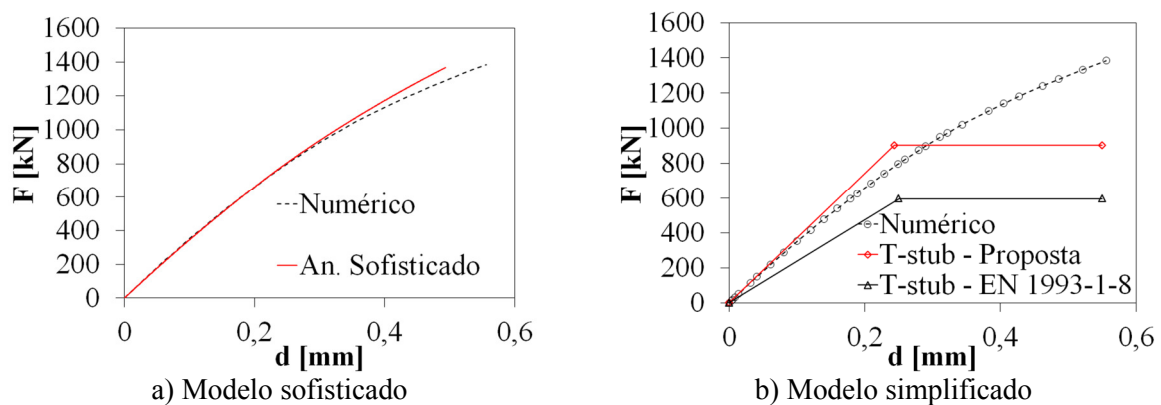 1600
1400
1200
1000
800
600
400
200
0
F [kN]
Numérico
An. Sofisticado
0
0,2
0,4
0,6
d [mm]
a) Modelo sofisticado
1600
1400
1200
1000
800
600
400
200
0
F [kN]
Numérico
T-stub - Proposta
T-stub - EN 1993-1-8
0
0,2
0,4
0,6
d [mm]
b) Modelo simplificado